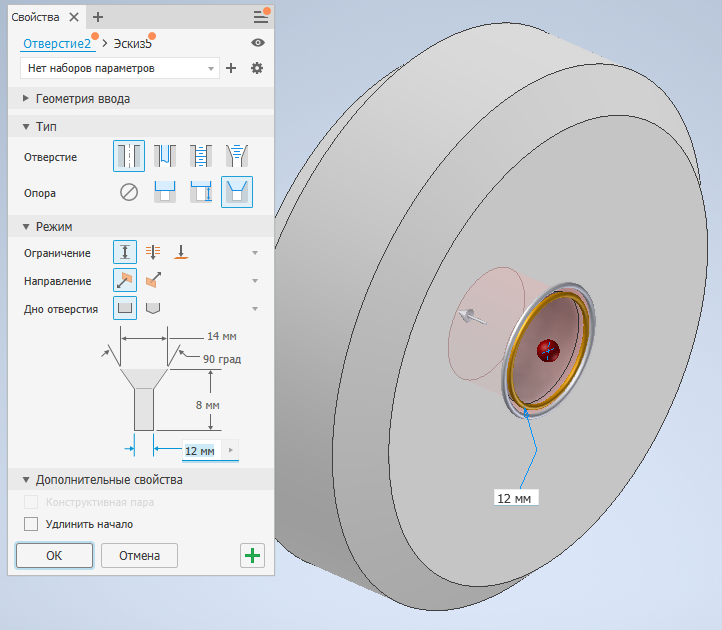 Свойства
Отверстие2 > Эскиз5
Нет наборов параметров
Геометрия ввода
Тип
Отверстие
Опора
Режим
Ограничение
Направление
Дно отверстия
14 мм
90 град
8 мм
12 мм
12 мм
Дополнительные свойства
Конструктивная пара
Удлинить начало
ОК
Отмена